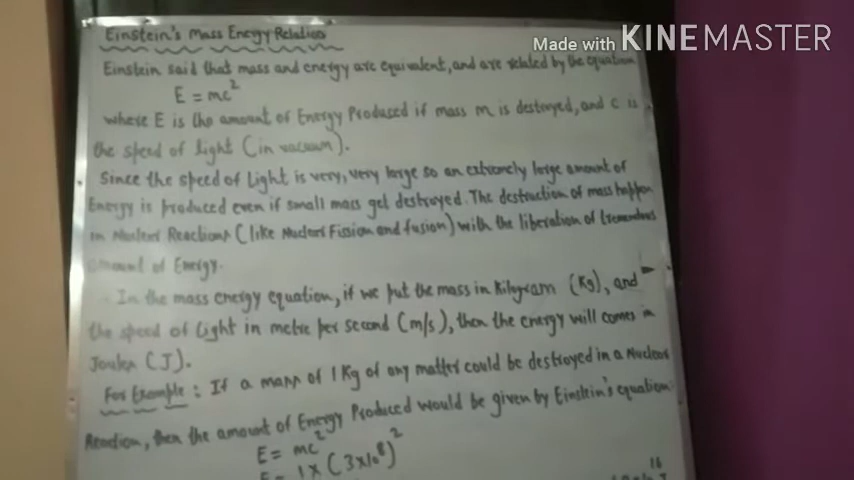 Made with KINEMASTER
Einstein's Mass Energy Relation
Einstein said that mass and energy are equivalent, and are related by the equation
E = mc²
where E is the amount of Energy Produced if mass m is destroyed, and c is
the speed of light (in vacuum).
Since the speed of Light is very, very large so an extremely large amount of
Energy is produced even if small mass get destroyed. The destruction of mass happen
in Nuclear Reactions (like Nuclear Fission and fusion) with the liberation of tremendous
amount of Energy.
In the mass energy equation, if we put the mass in Kilogram (Kg), and
the speed of light in metre per second (m/s), then the energy will comes in
Joules (J).
For Example : If a mass of 1 Kg of any matter could be destroyed in a Nuclear
Reaction, then the amount of Energy Produced would be given by Einstein's equation:
E = mc²
E = 1 x (3x10⁸)²
16